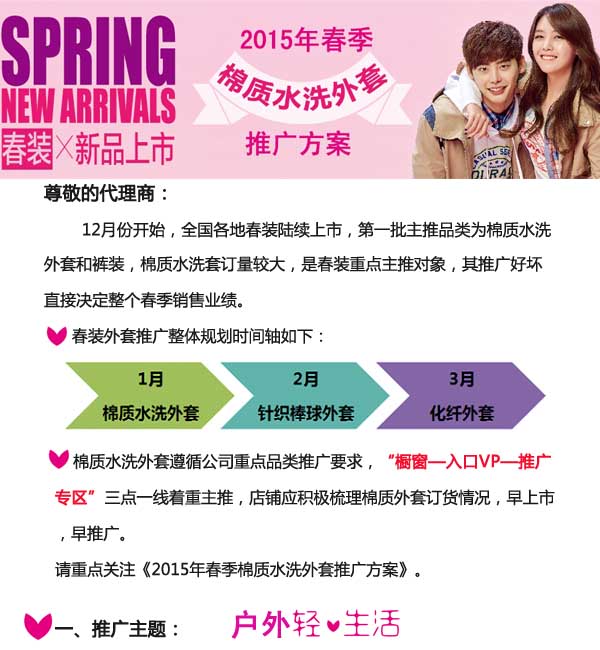 SPRING
NEW ARRIVALS
春装×新品上市
2015年春季
棉质水洗外套
推广方案
CASUAL SE
DURA
尊敬的代理商：
12月份开始，全国各地春装陆续上市，第一批主推品类为棉质水洗
外套和裤装，棉质水洗套订量较大，是春装重点主推对象，其推广好坏
直接决定整个春季销售业绩。
春装外套推广整体规划时间轴如下：
1月
棉质水洗外套
2月
针织棒球外套
3月
化纤外套
棉质水洗外套遵循公司重点品类推广要求，“橱窗—入口VP—推广
专区”三点一线着重主推，店铺应积极梳理棉质外套订货情况，早上市
，早推广。
请重点关注《2015年春季棉质水洗外套推广方案》。
一、推广主题： 户外轻生活